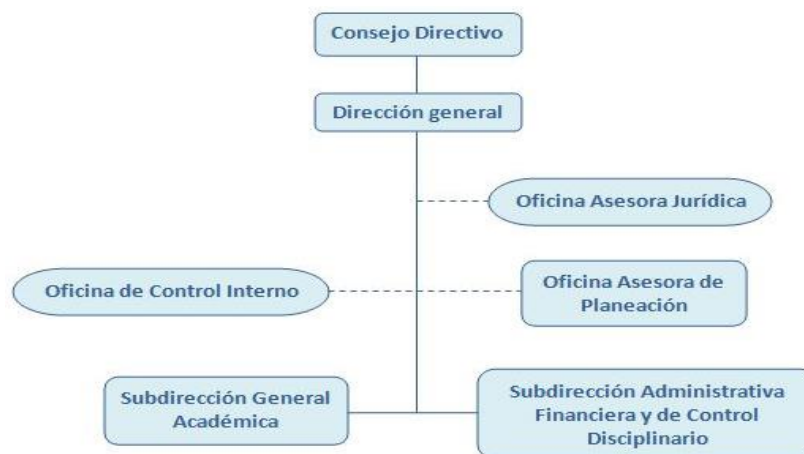 Consejo Directivo
Dirección general
Oficina Asesora Jurídica
Oficina de Control Interno
Oficina Asesora de
Planeación
Subdirección General
Académica
Subdirección Administrativa
Financiera y de Control
Disciplinario